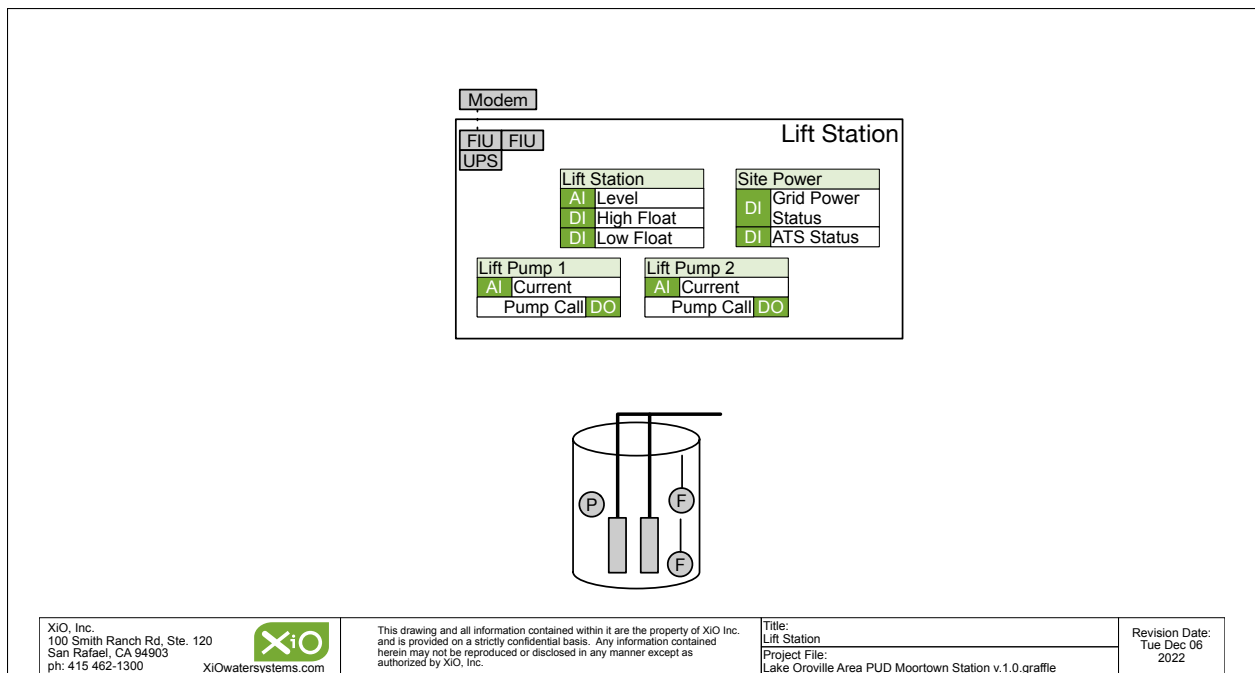 Modem
Lift Station
FIU FIU
UPS
Lift Station
AI Level
DI High Float
DI Low Float
Site Power
DI Grid Power
Status
DI ATS Status
Lift Pump 1
AI Current
Pump Call DO
Lift Pump 2
AI Current
Pump Call DO
P
F
F
XiO, Inc.
100 Smith Ranch Rd, Ste. 120
San Rafael, CA 94903
ph: 415 462-1300
XiO
XiOwatersystems.com
This drawing and all information contained within it are the property of XiO Inc.
and is provided on a strictly confidential basis. Any information contained
herein may not be reproduced or disclosed in any manner except as
authorized by XiO, Inc.
Title:
Lift Station
Project File:
Lake Oroville Area PUD Moortown Station v.1.0.graffle
Revision Date:
Tue Dec 06
2022